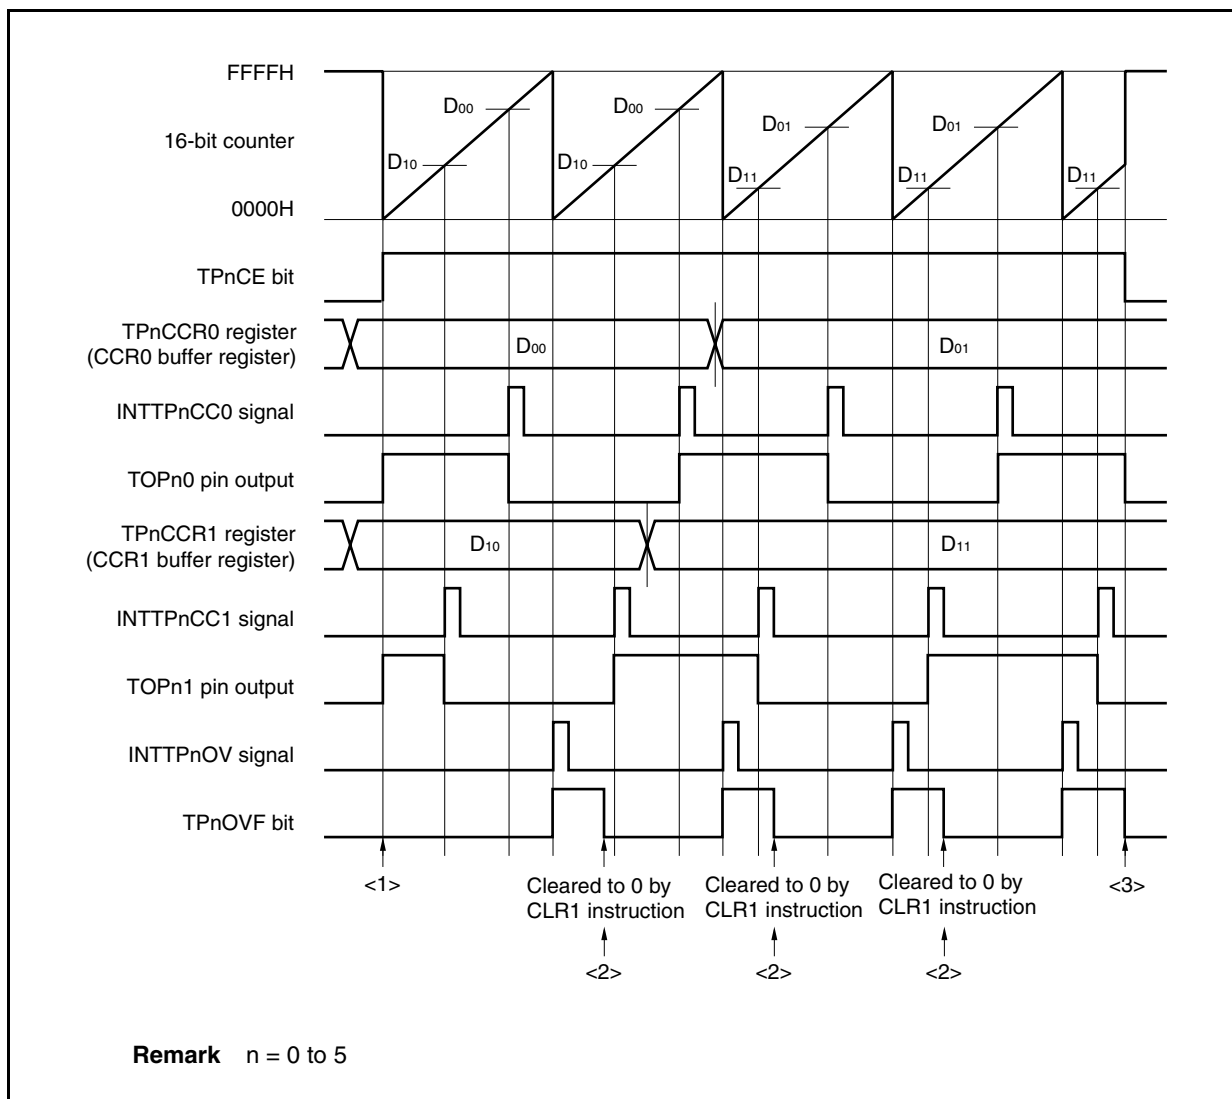 FFFFH
D00
D00
D01
D01
16-bit counter
D10
D10
D11
D11
D11
0000H
TPnCE bit
TPnCCR0 register
(CCR0 buffer register)
D00
D01
INTTPnCC0 signal
TOPn0 pin output
TPnCCR1 register
(CCR1 buffer register)
D10
D11
INTTPnCC1 signal
TOPn1 pin output
INTTPnOV signal
TPnOVF bit
<1>
Cleared to 0 by
CLR1 instruction
Cleared to 0 by
CLR1 instruction
Cleared to 0 by
CLR1 instruction
<3>
<2>
<2>
<2>
Remark n = 0 to 5